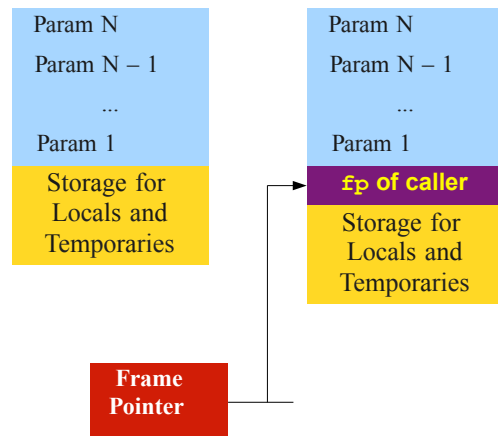 Param N
Param N – 1
...
Param 1
Storage for
Locals and
Temporaries
Param N
Param N – 1
...
Param 1
fp of caller
Storage for
Locals and
Temporaries
Frame
Pointer